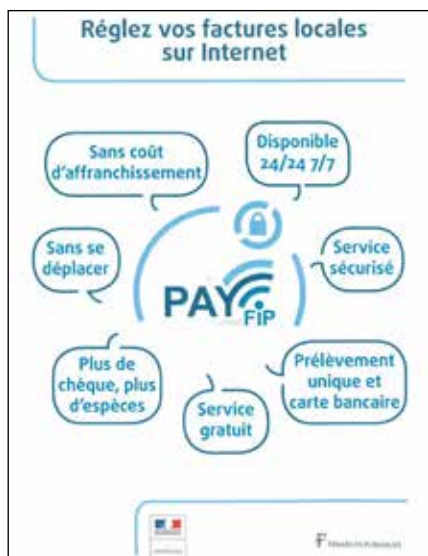 Réglez vos factures locales
sur Internet
Sans coût
d'affranchissement
Disponible
24/24 7/7
Sans se
déplacer
Service
sécurisé
PAY
FiP
Plus de
chèque, plus
d'espèces
Service
gratuit
Prélèvement
unique et
carte bancaire